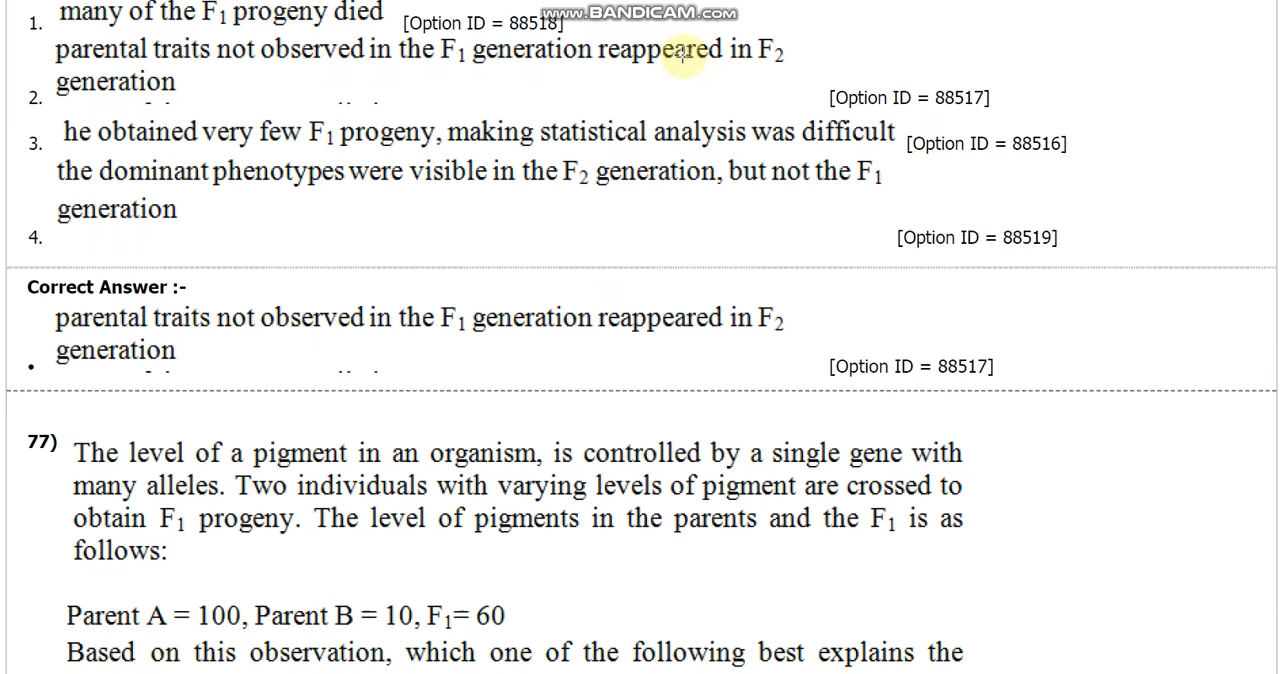 www.BANDICAM.com
1. many of the F₁ progeny died [Option ID = 88518]
parental traits not observed in the F₁ generation reappeared in F₂
generation
2. [Option ID = 88517]
3. he obtained very few F₁ progeny, making statistical analysis was difficult [Option ID = 88516]
the dominant phenotypes were visible in the F₂ generation, but not the F₁
generation
4. [Option ID = 88519]
Correct Answer :-
parental traits not observed in the F₁ generation reappeared in F₂
generation
• [Option ID = 88517]
77) The level of a pigment in an organism, is controlled by a single gene with
many alleles. Two individuals with varying levels of pigment are crossed to
obtain F₁ progeny. The level of pigments in the parents and the F₁ is as
follows:
Parent A = 100, Parent B = 10, F₁= 60
Based on this observation, which one of the following best explains the